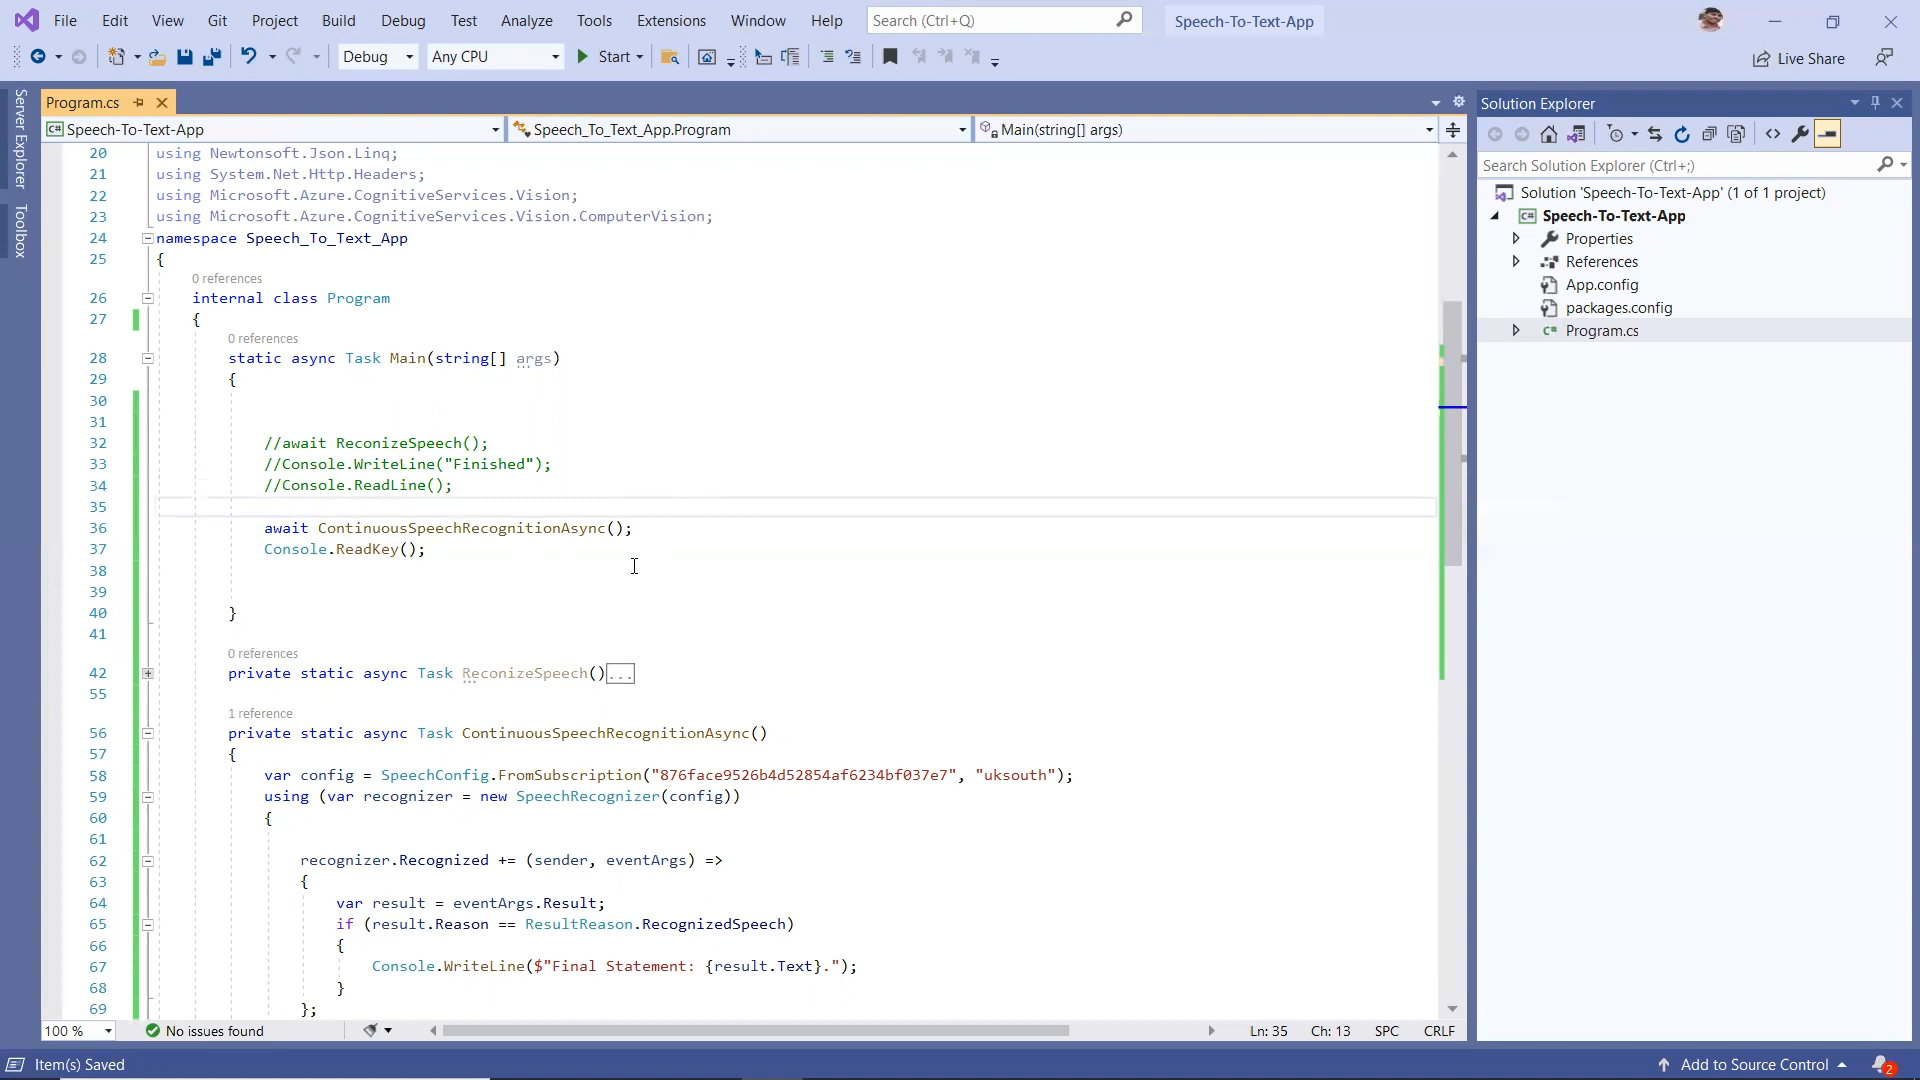 File Edit View Git Project Build Debug Test Analyze Tools Extensions Window Help Search (Ctrl+Q) Speech-To-Text-App
Debug Any CPU Start Live Share
Server Explorer
Toolbox
Program.cs
Speech-To-Text-App Speech_To_Text_App.Program Main(string[] args)
20 using Newtonsoft.Json.Linq;
21 using System.Net.Http.Headers;
22 using Microsoft.Azure.CognitiveServices.Vision;
23 using Microsoft.Azure.CognitiveServices.Vision.ComputerVision;
24 namespace Speech_To_Text_App
25 {
0 references
26 internal class Program
27 {
0 references
28 static async Task Main(string[] args)
29 {
30
31
32 //await ReconizeSpeech();
33 //Console.WriteLine("Finished");
34 //Console.ReadLine();
35
36 await ContinuousSpeechRecognitionAsync();
37 Console.ReadKey();
38
39
40 }
41
0 references
42 private static async Task ReconizeSpeech()...
55
1 reference
56 private static async Task ContinuousSpeechRecognitionAsync()
57 {
58 var config = SpeechConfig.FromSubscription("876face9526b4d52854af6234bf037e7", "uksouth");
59 using (var recognizer = new SpeechRecognizer(config))
60 {
61
62 recognizer.Recognized += (sender, eventArgs) =>
63 {
64 var result = eventArgs.Result;
65 if (result.Reason == ResultReason.RecognizedSpeech)
66 {
67 Console.WriteLine($"Final Statement: {result.Text}.");
68 }
69 };
100 % No issues found Ln: 35 Ch: 13 SPC CRLF
Solution Explorer
Search Solution Explorer (Ctrl+;)
Solution 'Speech-To-Text-App' (1 of 1 project)
C# Speech-To-Text-App
Properties
References
App.config
packages.config
C# Program.cs
Item(s) Saved Add to Source Control 2